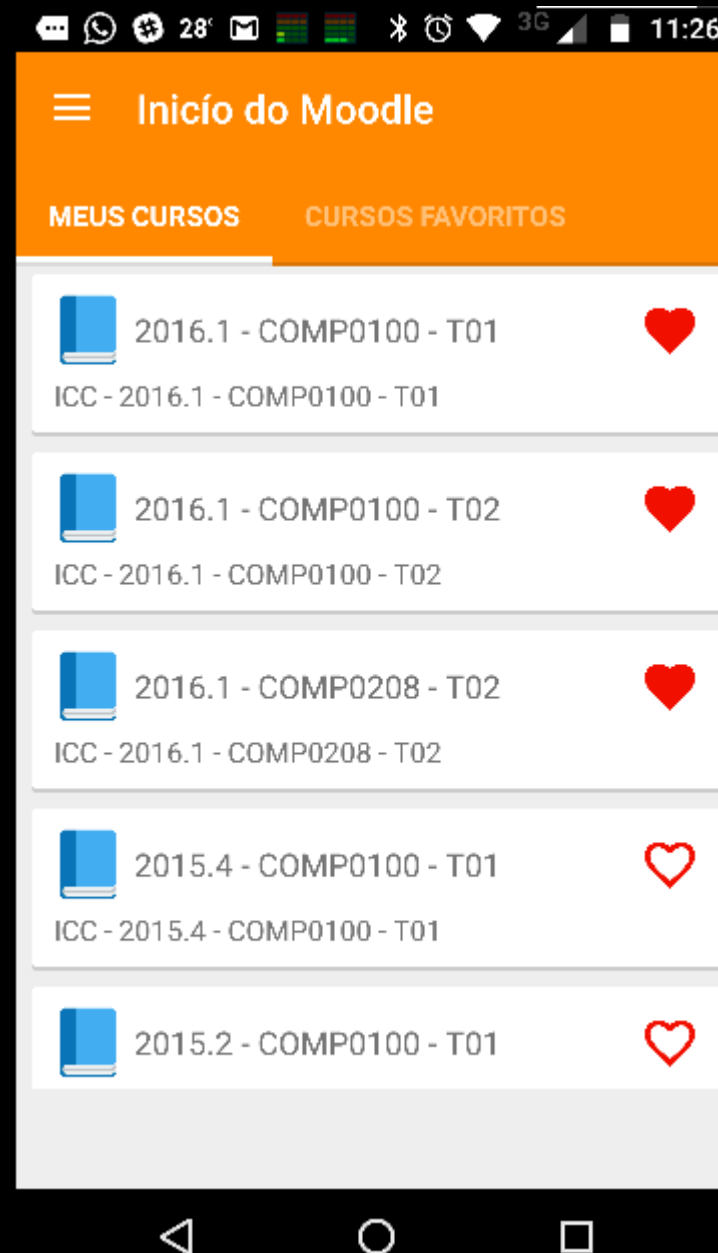 28°
3G
11:26
Inicío do Moodle
MEUS CURSOS
CURSOS FAVORITOS
2016.1 - COMP0100 - T01
ICC - 2016.1 - COMP0100 - T01
2016.1 - COMP0100 - T02
ICC - 2016.1 - COMP0100 - T02
2016.1 - COMP0208 - T02
ICC - 2016.1 - COMP0208 - T02
2015.4 - COMP0100 - T01
ICC - 2015.4 - COMP0100 - T01
2015.2 - COMP0100 - T01